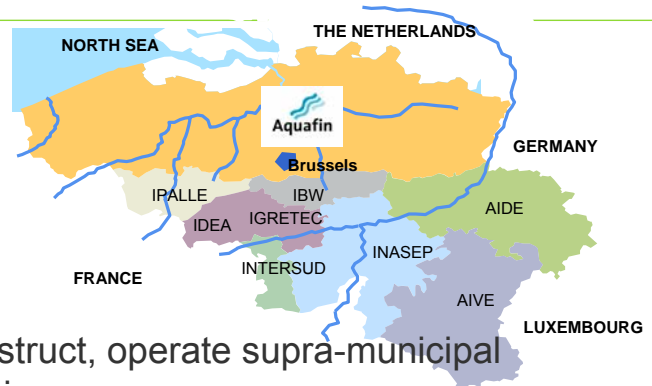 THE NETHERLANDS
NORTH SEA
Aquafin
GERMANY
Brussels
IPALLE
IBW
AIDE
IDEA
IGRETEC
INASEP
INTERSUD
FRANCE
AIVE
LUXEMBOURG
struct, operate supra-municipal